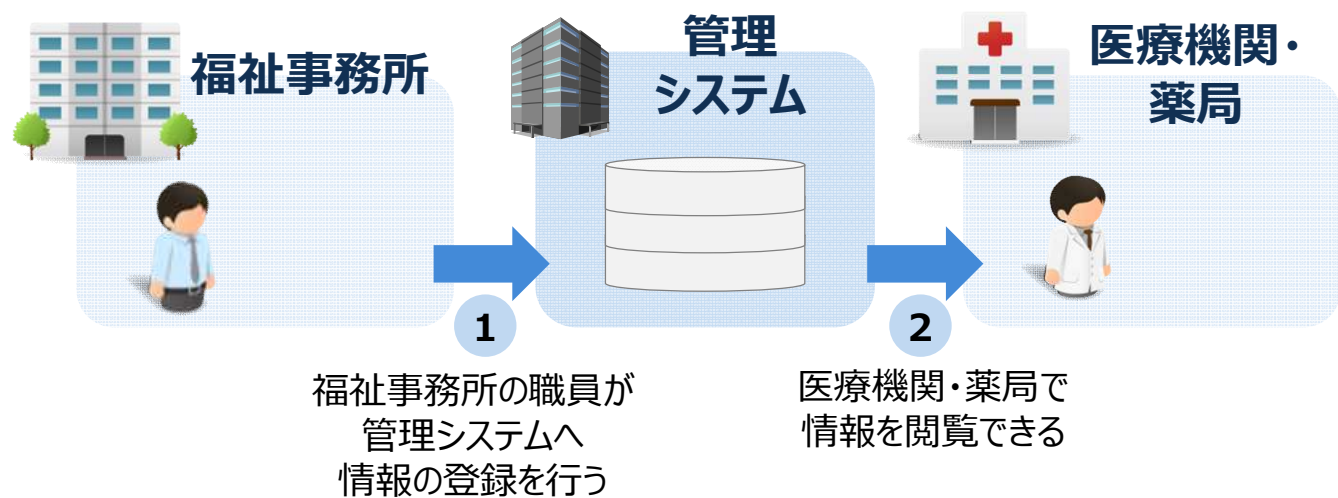 福祉事務所
管理
システム
医療機関・
薬局
1
福祉事務所の職員が
管理システムへ
情報の登録を行う
2
医療機関・薬局で
情報を閲覧できる